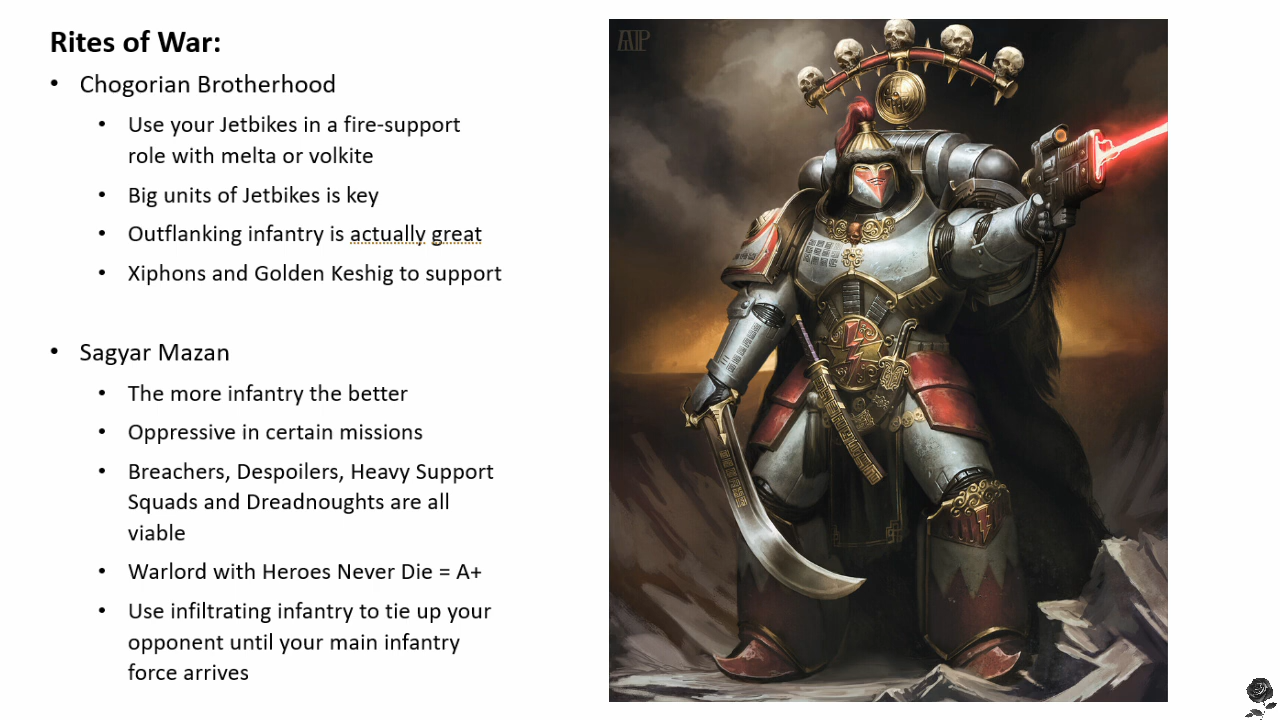 Rites of War:
• Chogorian Brotherhood
• Use your Jetbikes in a fire-support
role with melta or volkite
• Big units of Jetbikes is key
• Outflanking infantry is actually great
• Xiphons and Golden Keshig to support
• Sagyar Mazan
• The more infantry the better
• Oppressive in certain missions
• Breachers, Despoilers, Heavy Support
Squads and Dreadnoughts are all
viable
• Warlord with Heroes Never Die = A+
• Use infiltrating infantry to tie up your
opponent until your main infantry
force arrives